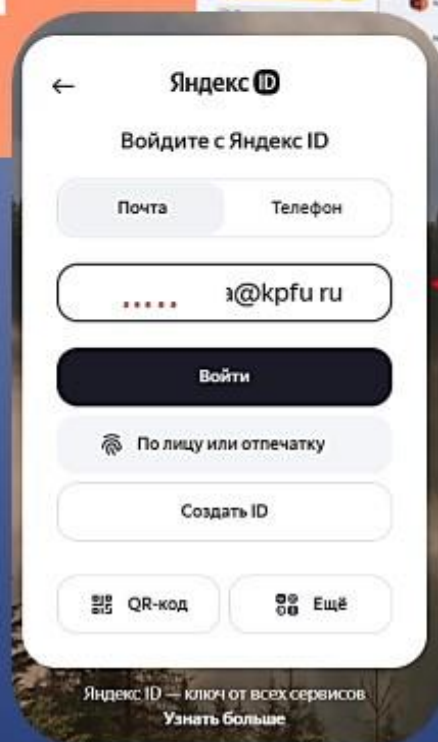 ←
Яндекс ID
Войдите с Яндекс ID
Почта Телефон
..... a@kpfu ru
Войти
По лицу или отпечатку
Создать ID
QR-код Ещё
Яндекс ID — ключ от всех сервисов
Узнать больше